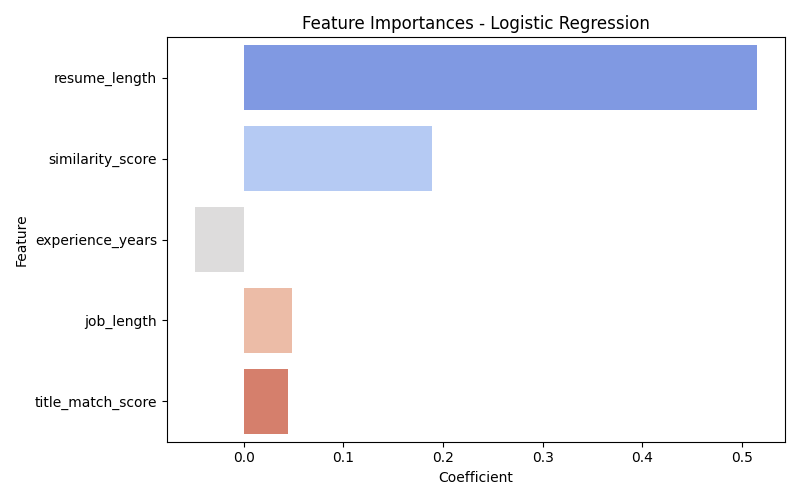 Feature Importances - Logistic Regression
Feature
resume_length
similarity_score
experience_years
job_length
title_match_score
0.0 0.1 0.2 0.3 0.4 0.5
Coefficient